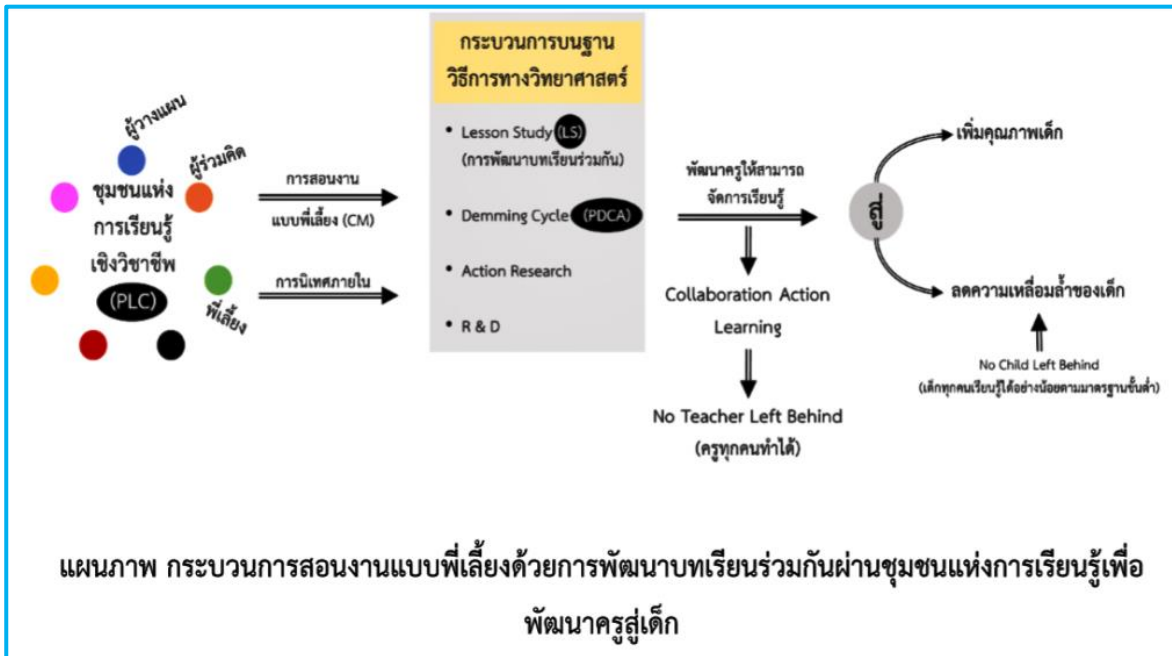 ผู้วางแผน
ผู้ร่วมคิด
ชุมชนแห่ง
การเรียนรู้
เชิงวิชาชีพ
(PLC)
พี่เลี้ยง
การสอนงาน
แบบพี่เลี้ยง (CM)
การนิเทศภายใน
กระบวนการบนฐาน
วิธีการทางวิทยาศาสตร์
• Lesson Study (LS)
(การพัฒนาบทเรียนร่วมกัน)
• Demming Cycle (PDCA)
• Action Research
• R & D
พัฒนาครูให้สามารถ
จัดการเรียนรู้
Collaboration Action
Learning
No Teacher Left Behind
(ครูทุกคนทำได้)
สู่
เพิ่มคุณภาพเด็ก
ลดความเหลื่อมล้ำของเด็ก
No Child Left Behind
(เด็กทุกคนเรียนรู้ได้อย่างน้อยตามมาตรฐานขั้นต่ำ)
แผนภาพ กระบวนการสอนงานแบบพี่เลี้ยงด้วยการพัฒนาบทเรียนร่วมกันผ่านชุมชนแห่งการเรียนรู้เพื่อ
พัฒนาครูสู่เด็ก